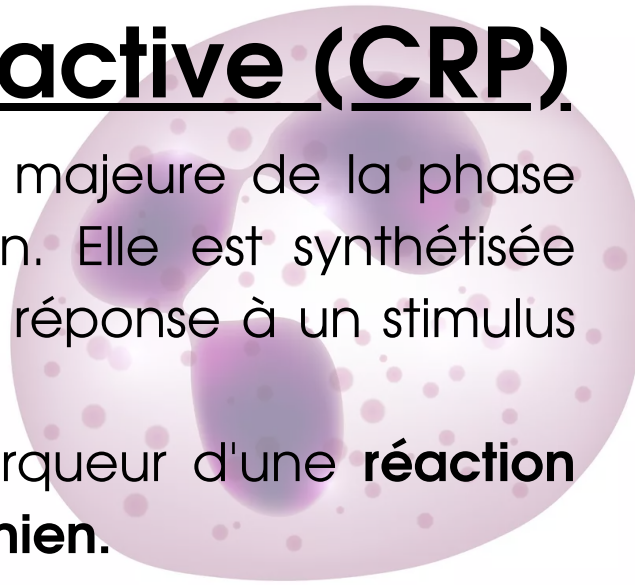 active (CRP)
majeure de la phase
n. Elle est synthétisée
réponse à un stimulus
rqueur d'une réaction
nien.